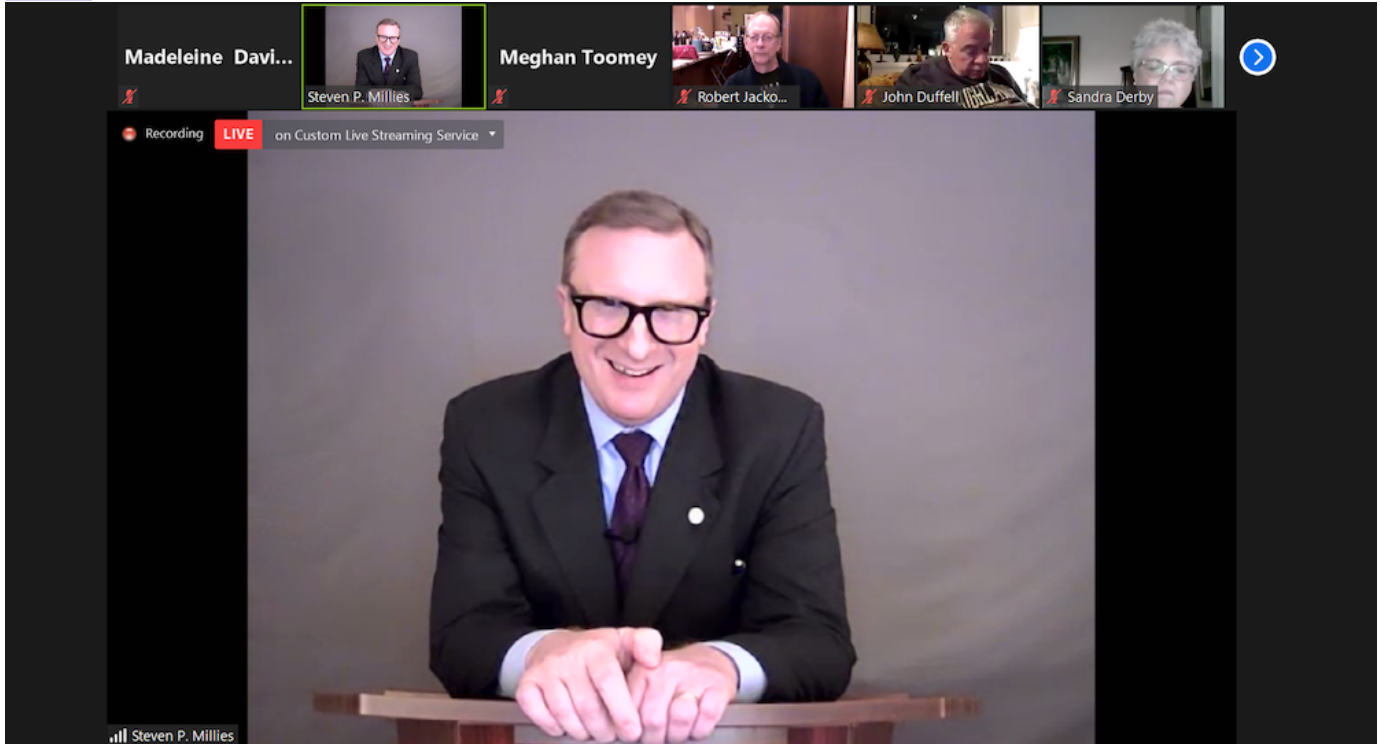 Madeleine Davi...
Steven P. Millies
Meghan Toomey
Robert Jacko...
John Duffell
Sandra Derby
Recording
LIVE
on Custom Live Streaming Service
Steven P. Millies